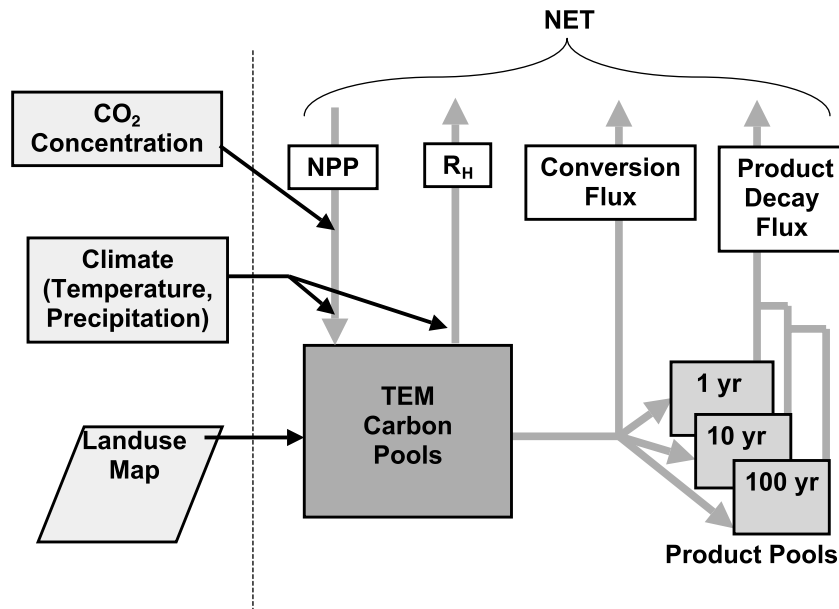 NET
CO₂
Concentration
NPP
R_H
Conversion
Flux
Product
Decay
Flux
Climate
(Temperature,
Precipitation)
TEM
Carbon
Pools
1 yr
10 yr
100 yr
Landuse
Map
Product Pools